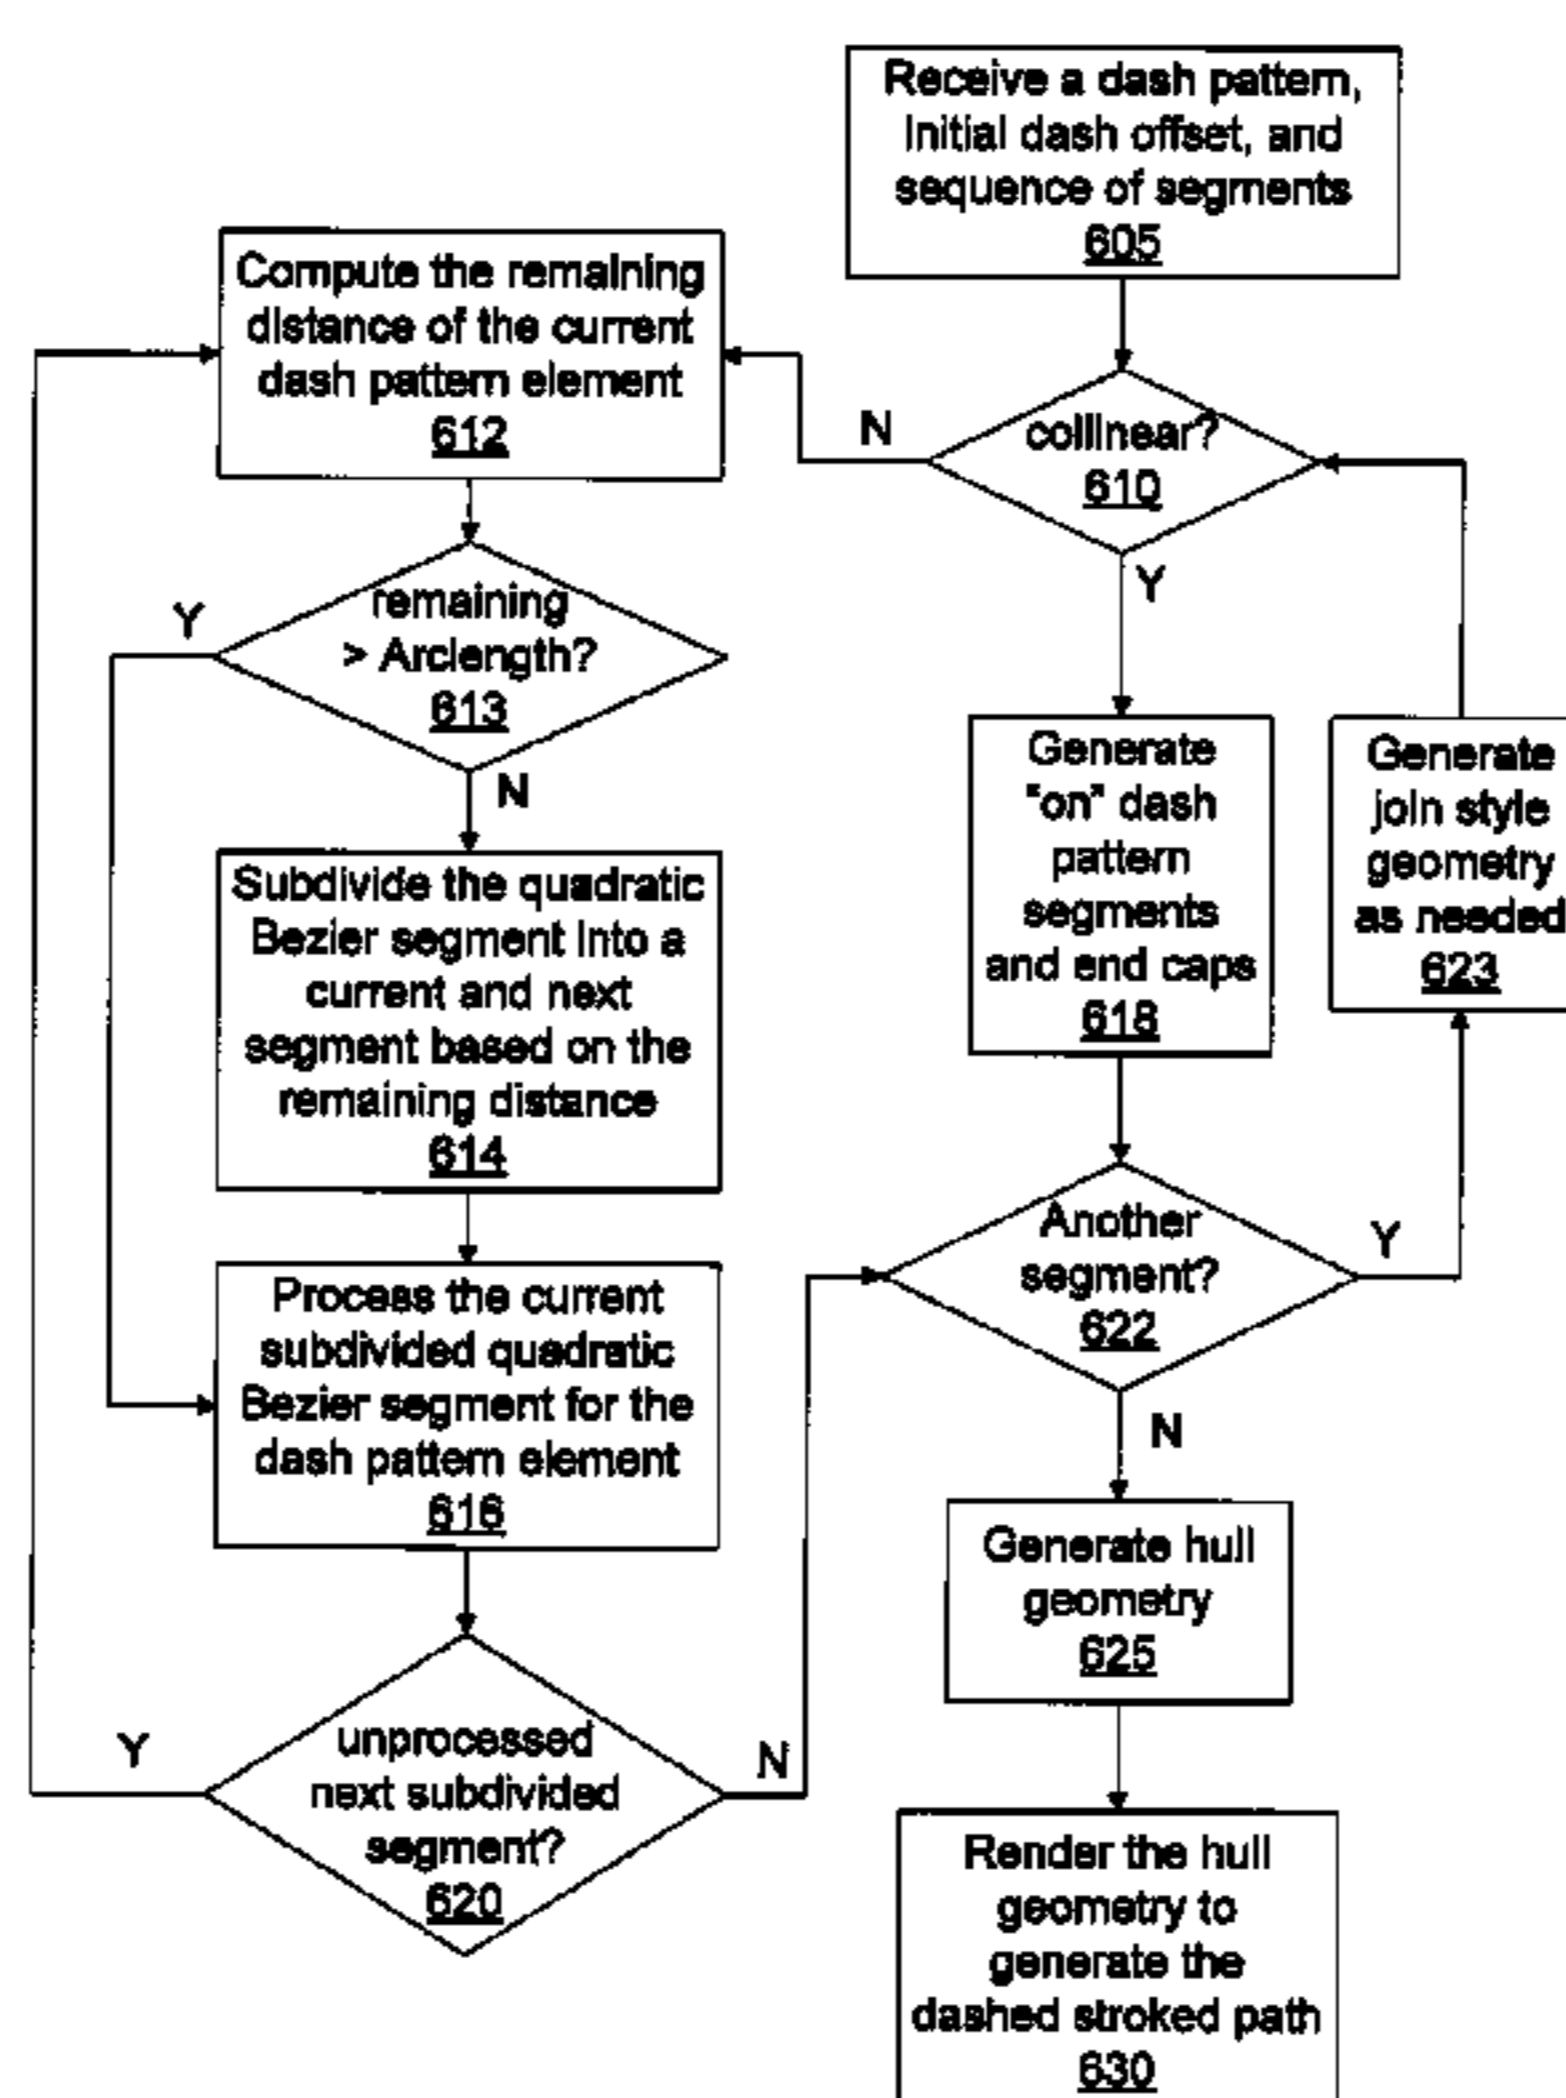 Receive a dash pattern,
Initial dash offset, and
sequence of segments
605
collinear?
610
N
Y
Compute the remaining
distance of the current
dash pattern element
612
remaining
> Arclength?
613
Y
N
Subdivide the quadratic
Bezier segment into a
current and next
segment based on the
remaining distance
614
Process the current
subdivided quadratic
Bezier segment for the
dash pattern element
616
unprocessed
next subdivided
segment?
620
Y
N
Generate
"on" dash
pattern
segments
and end caps
618
Another
segment?
622
Y
N
Generate
join style
geometry
as needed
623
Generate hull
geometry
625
Render the hull
geometry to
generate the
dashed stroked path
630